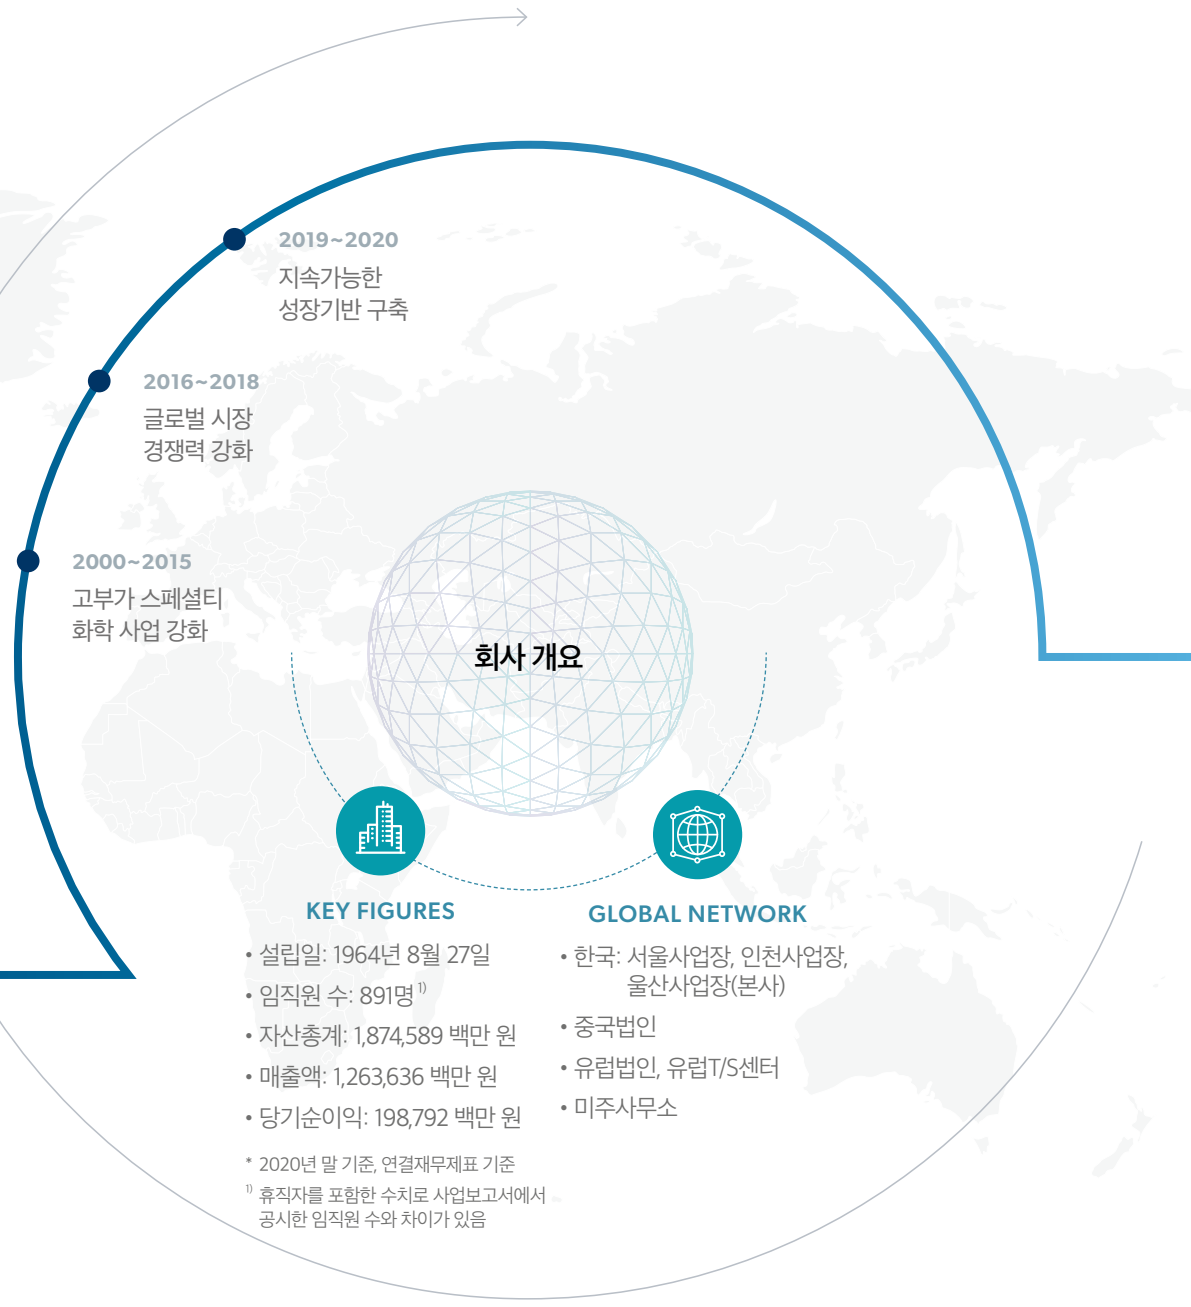 2019~2020
지속가능한
성장기반 구축
2016~2018
글로벌 시장
경쟁력 강화
2000~2015
고부가 스페셜티
화학 사업 강화
회사 개요
KEY FIGURES
• 설립일: 1964년 8월 27일
• 임직원 수: 891명 1)
• 자산총계: 1,874,589 백만 원
• 매출액: 1,263,636 백만 원
• 당기순이익: 198,792 백만 원
* 2020년 말 기준, 연결재무제표 기준
1) 휴직자를 포함한 수치로 사업보고서에서
공시한 임직원 수와 차이가 있음
GLOBAL NETWORK
• 한국: 서울사업장, 인천사업장,
울산사업장(본사)
• 중국법인
• 유럽법인, 유럽T/S센터
• 미주사무소